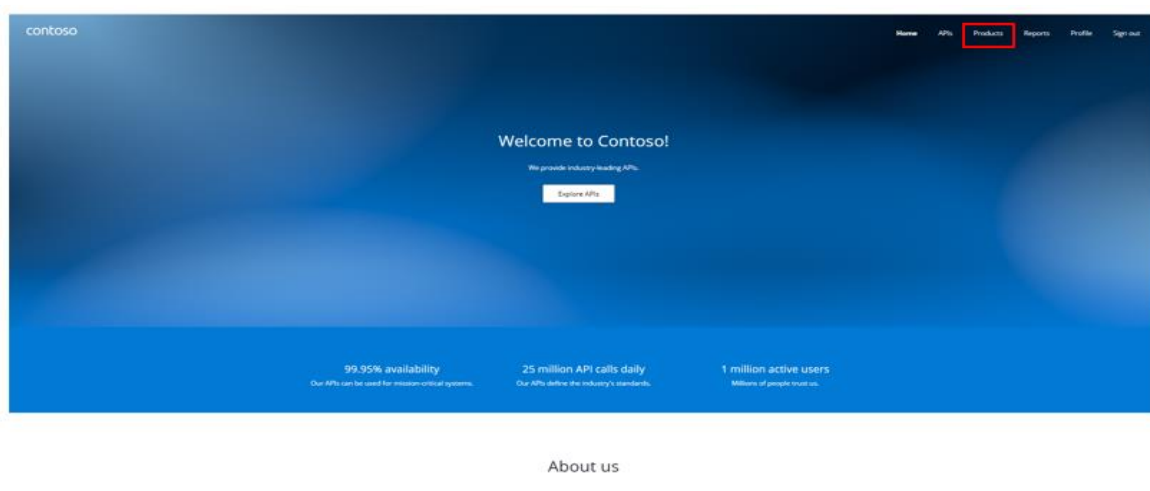 contoso
Home APIs Products Reports Profile Sign out
Welcome to Contoso!
We provide industry-leading APIs.
Explore APIs
99.95% availability 25 million API calls daily 1 million active users
Our APIs can be used for mission-critical systems. Our APIs define the industry's standards. Millions of people trust us.
About us